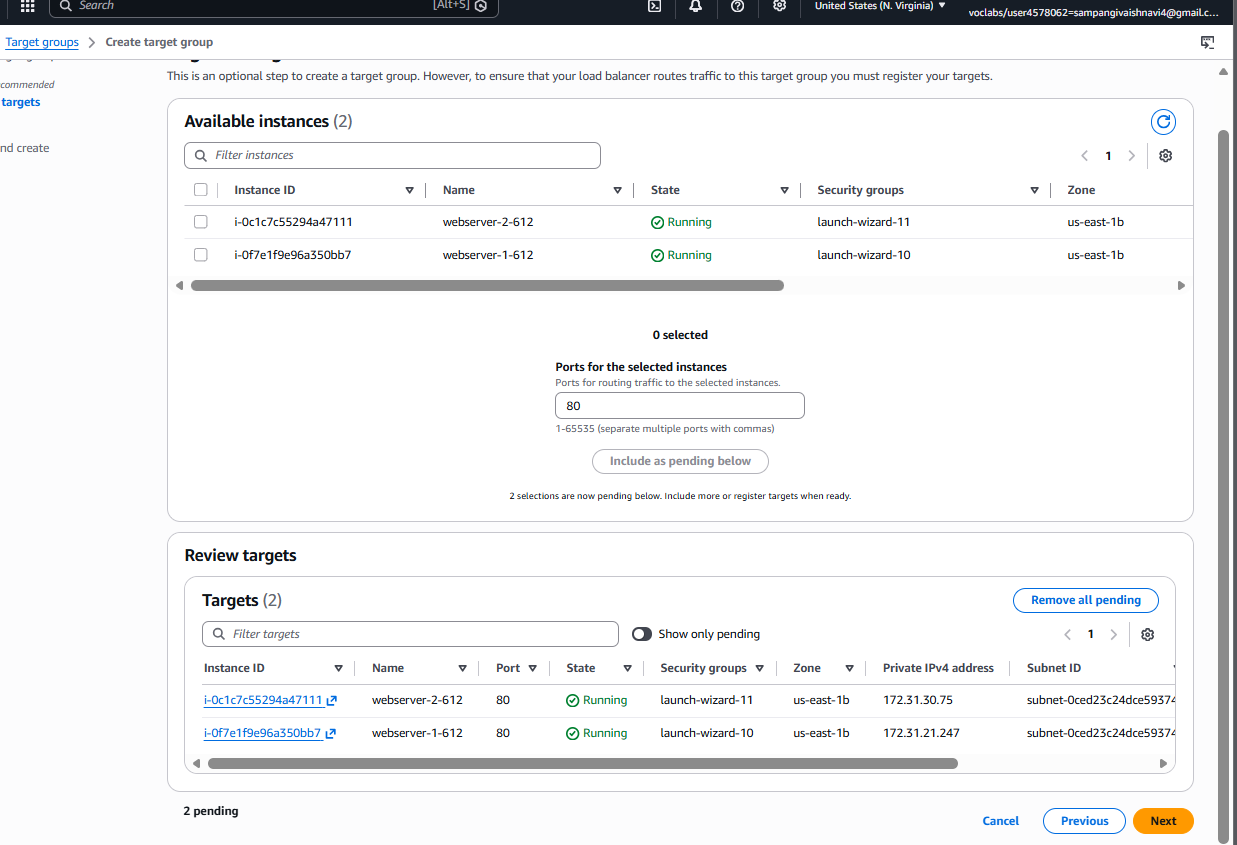 Search [Alt+S] United States (N. Virginia) voclabs/user4578062=sampangivaishnavi4@gmail.c...
Target groups > Create target group
commended
targets
nd create
This is an optional step to create a target group. However, to ensure that your load balancer routes traffic to this target group you must register your targets.
Available instances (2)
Filter instances
1
Instance ID Name State Security groups Zone
i-0c1c7c55294a47111 webserver-2-612 Running launch-wizard-11 us-east-1b
i-0f7e1f9e96a350bb7 webserver-1-612 Running launch-wizard-10 us-east-1b
0 selected
Ports for the selected instances
Ports for routing traffic to the selected instances.
80
1-65535 (separate multiple ports with commas)
Include as pending below
2 selections are now pending below. Include more or register targets when ready.
Review targets
Targets (2) Remove all pending
Filter targets Show only pending 1
Instance ID Name Port State Security groups Zone Private IPv4 address Subnet ID
i-0c1c7c55294a47111 webserver-2-612 80 Running launch-wizard-11 us-east-1b 172.31.30.75 subnet-0ced23c24dce59374
i-0f7e1f9e96a350bb7 webserver-1-612 80 Running launch-wizard-10 us-east-1b 172.31.21.247 subnet-0ced23c24dce59374
2 pending
Cancel Previous Next